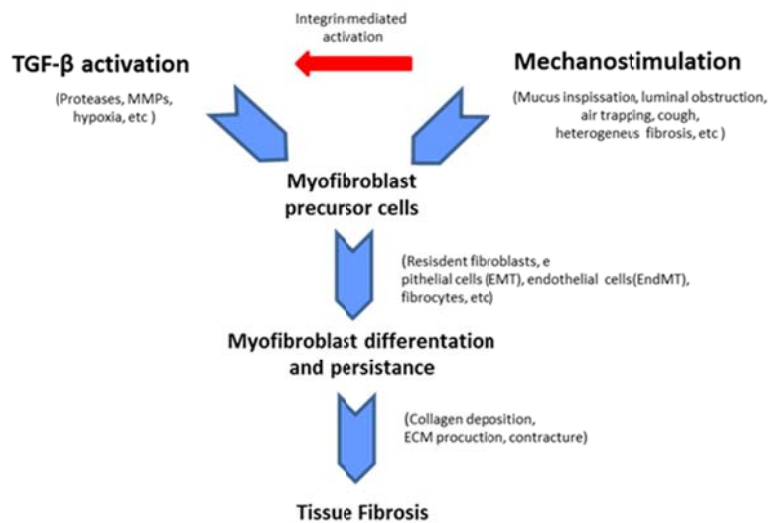 Integrin-mediated
activation
TGF-β activation
Mechanostimulation
(Proteases, MMPs,
hypoxia, etc )
(Mucus inspissation, luminal obstruction,
air trapping, cough,
heterogeneus fibrosis, etc )
Myofibroblast
precursor cells
(Resisdent fibroblasts, e
pithelial cells (EMT), endothelial cells(EndMT),
fibrocytes, etc)
Myofibroblast differentation
and persistance
(Collagen deposition,
ECM procuction, contracture)
Tissue Fibrosis